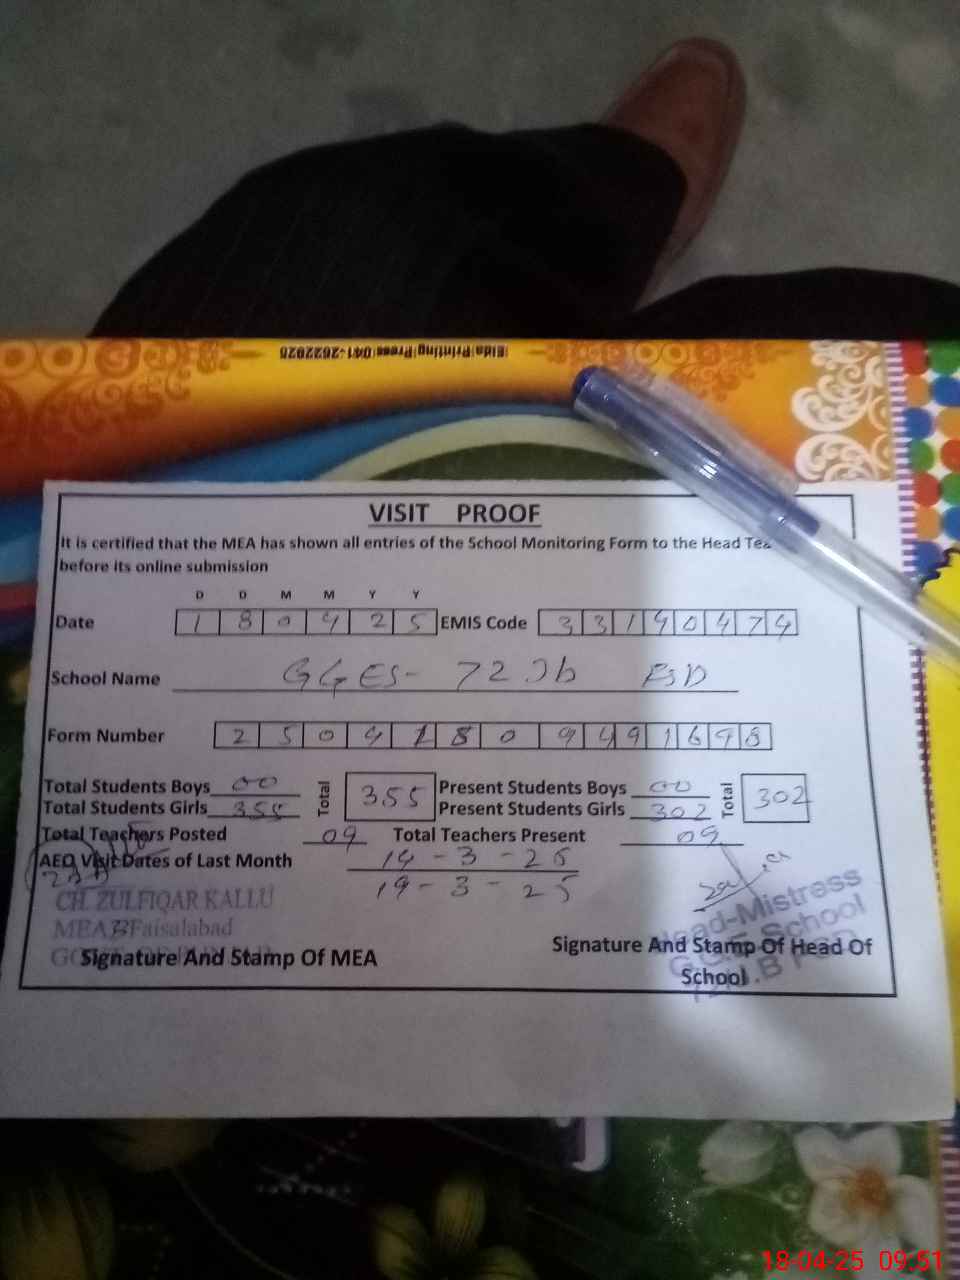 Elda Printing Press 041-2622825
VISIT PROOF
It is certified that the MEA has shown all entries of the School Monitoring Form to the Head Tea
before its online submission
D D M M Y Y
Date 1 8 0 4 2 5 EMIS Code 3 3 1 4 0 4 7 4
School Name GGES- 72 Jb FSD
Form Number 2 5 0 4 1 8 0 9 4 9 1 6 9 8
Total Students Boys 00 Total 355 Present Students Boys 00 Total 302
Total Students Girls 355 Present Students Girls 302
Total Teachers Posted 09 Total Teachers Present 09
AEO Visit Dates of Last Month 14-3-25
19-3-25
CH. ZULFIQAR KALLU
MEA Faisalabad
Head-Mistress
G.G.E School
Signature And Stamp Of MEA Signature And Stamp Of Head Of
School
18-04-25 09:51